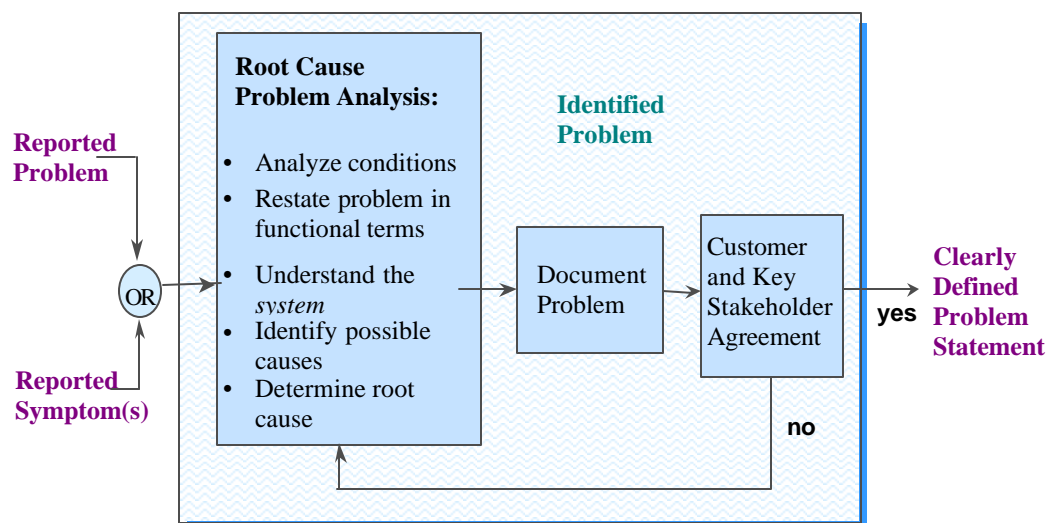 Reported
Problem
OR
Reported
Symptom(s)
Root Cause
Problem Analysis:
• Analyze conditions
• Restate problem in
functional terms
• Understand the
system
• Identify possible
causes
• Determine root
cause
Identified
Problem
Document
Problem
Customer
and Key
Stakeholder
Agreement
yes
no
Clearly
Defined
Problem
Statement